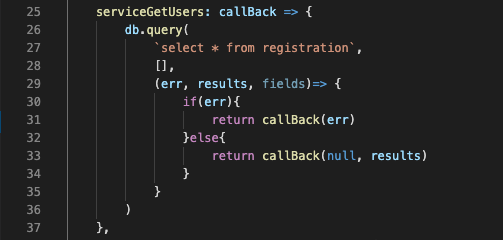 25 serviceGetUsers: callBack => {
26 db.query(
27 `select * from registration`,
28 [],
29 (err, results, fields)=> {
30 if(err){
31 return callBack(err)
32 }else{
33 return callBack(null, results)
34 }
35 }
36 )
37 },